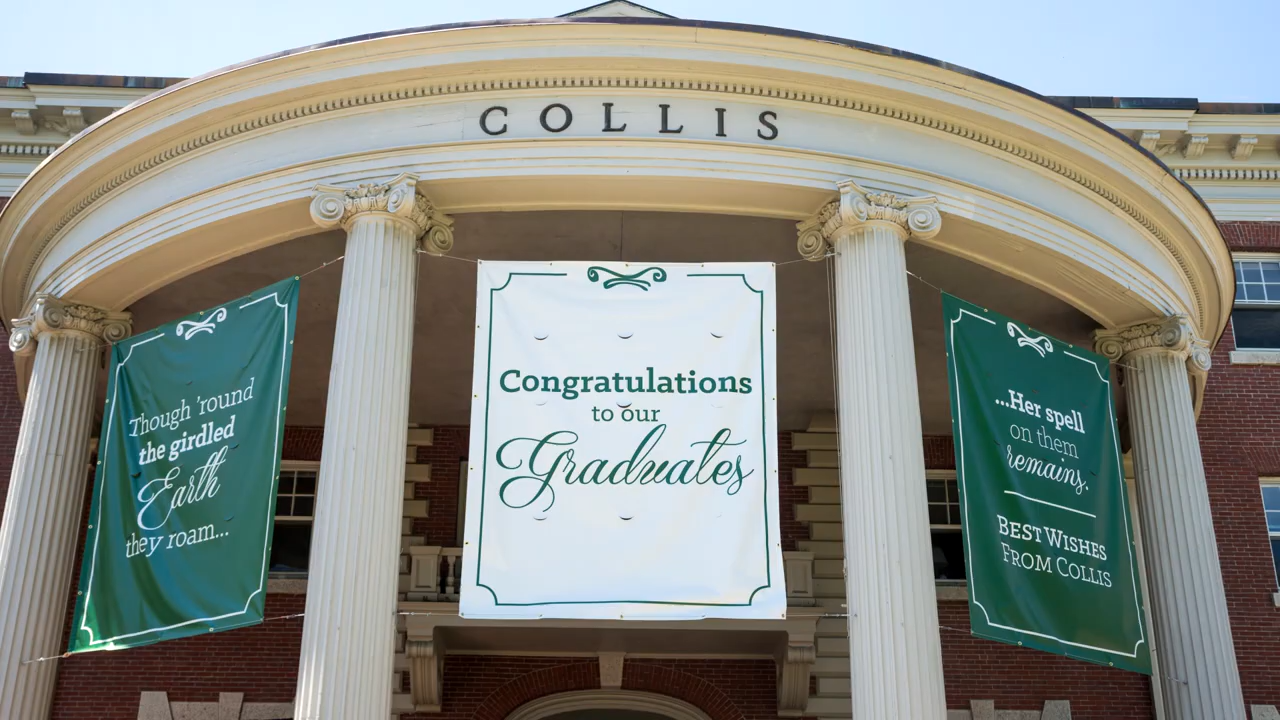 COLLIS
Though 'round
the girdled
Earth
they roam...
Congratulations
to our
Graduates
...Her spell
on them
remains.
BEST WISHES
FROM COLLIS